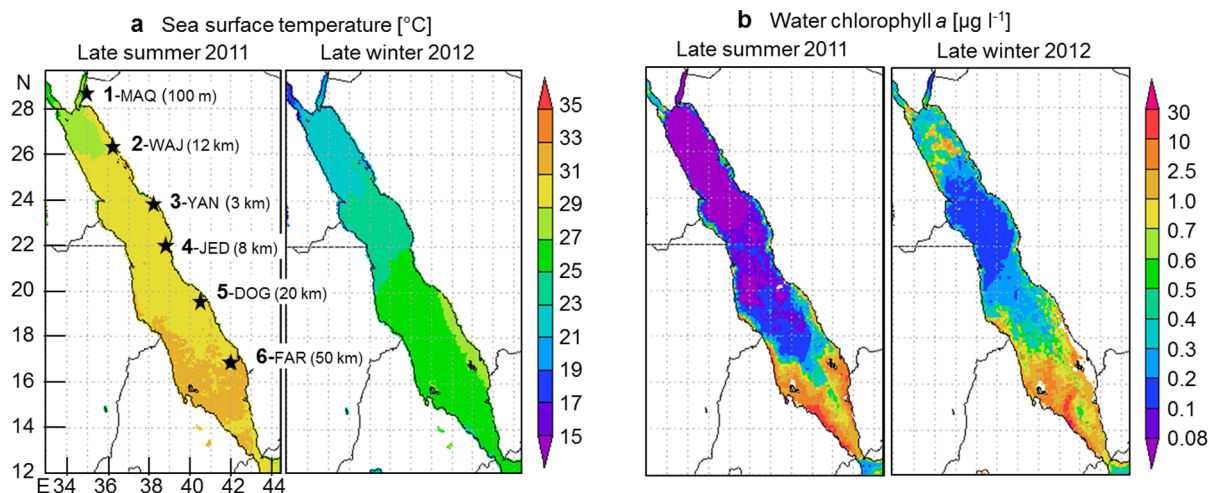 a Sea surface temperature [°C]
Late summer 2011
Late winter 2012
N
28
26
24
22
20
18
16
14
12
E 34 36 38 40 42 44
1-MAQ (100 m)
2-WAJ (12 km)
3-YAN (3 km)
4-JED (8 km)
5-DOG (20 km)
6-FAR (50 km)
35
33
31
29
27
25
23
21
19
17
15
b Water chlorophyll a [µg l-1]
Late summer 2011
Late winter 2012
30
10
2.5
1.0
0.7
0.6
0.5
0.4
0.3
0.2
0.1
0.08